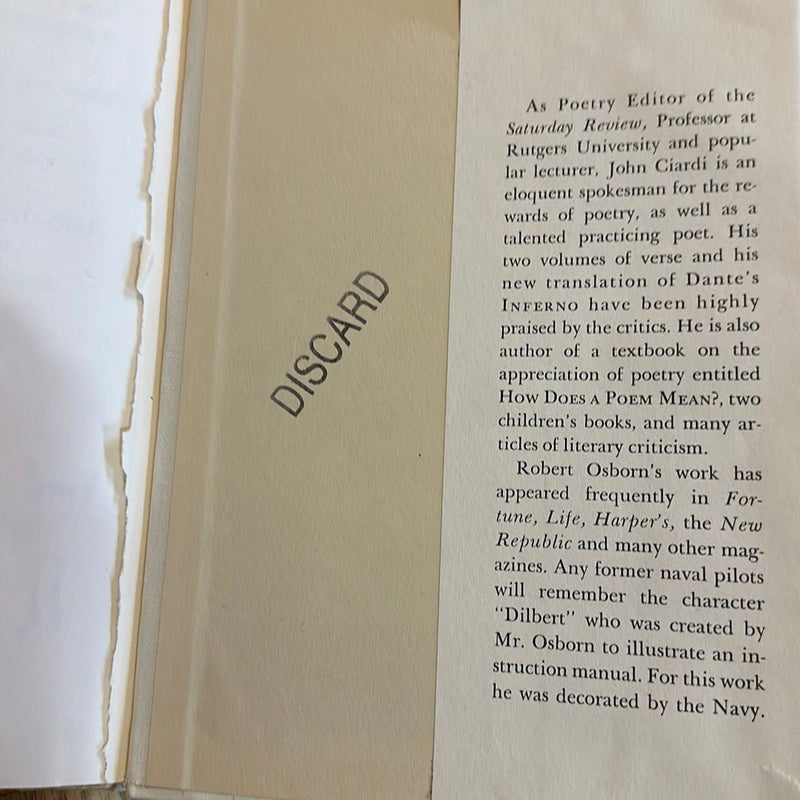 DISCARD
As Poetry Editor of the
Saturday Review, Professor at
Rutgers University and popu-
lar lecturer, John Ciardi is an
eloquent spokesman for the re-
wards of poetry, as well as a
talented practicing poet. His
two volumes of verse and his
new translation of Dante's
INFERNO have been highly
praised by the critics. He is also
author of a textbook on the
appreciation of poetry entitled
HOW DOES A POEM MEAN?, two
children's books, and many ar-
ticles of literary criticism.
Robert Osborn's work has
appeared frequently in For-
tune, Life, Harper's, the New
Republic and many other mag-
azines. Any former naval pilots
will remember the character
"Dilbert" who was created by
Mr. Osborn to illustrate an in-
struction manual. For this work
he was decorated by the Navy.